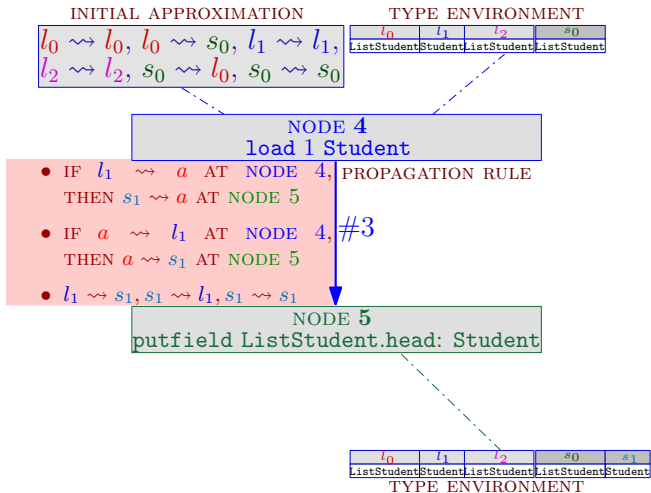 INITIAL APPROXIMATION
l₀ ⇝ l₀, l₀ ⇝ s₀, l₁ ⇝ l₁,
l₂ ⇝ l₂, s₀ ⇝ l₀, s₀ ⇝ s₀
TYPE ENVIRONMENT
l₀ l₁ l₂ s₀
ListStudent Student ListStudent ListStudent
NODE 4
load 1 Student
• IF l₁ ⇝ a AT NODE 4,
THEN s₁ ⇝ a AT NODE 5
• IF a ⇝ l₁ AT NODE 4,
THEN a ⇝ s₁ AT NODE 5
• l₁ ⇝ s₁, s₁ ⇝ l₁, s₁ ⇝ s₁
PROPAGATION RULE
#3
NODE 5
putfield ListStudent.head: Student
l₀ l₁ l₂ s₀ s₁
ListStudent Student ListStudent ListStudent Student
TYPE ENVIRONMENT